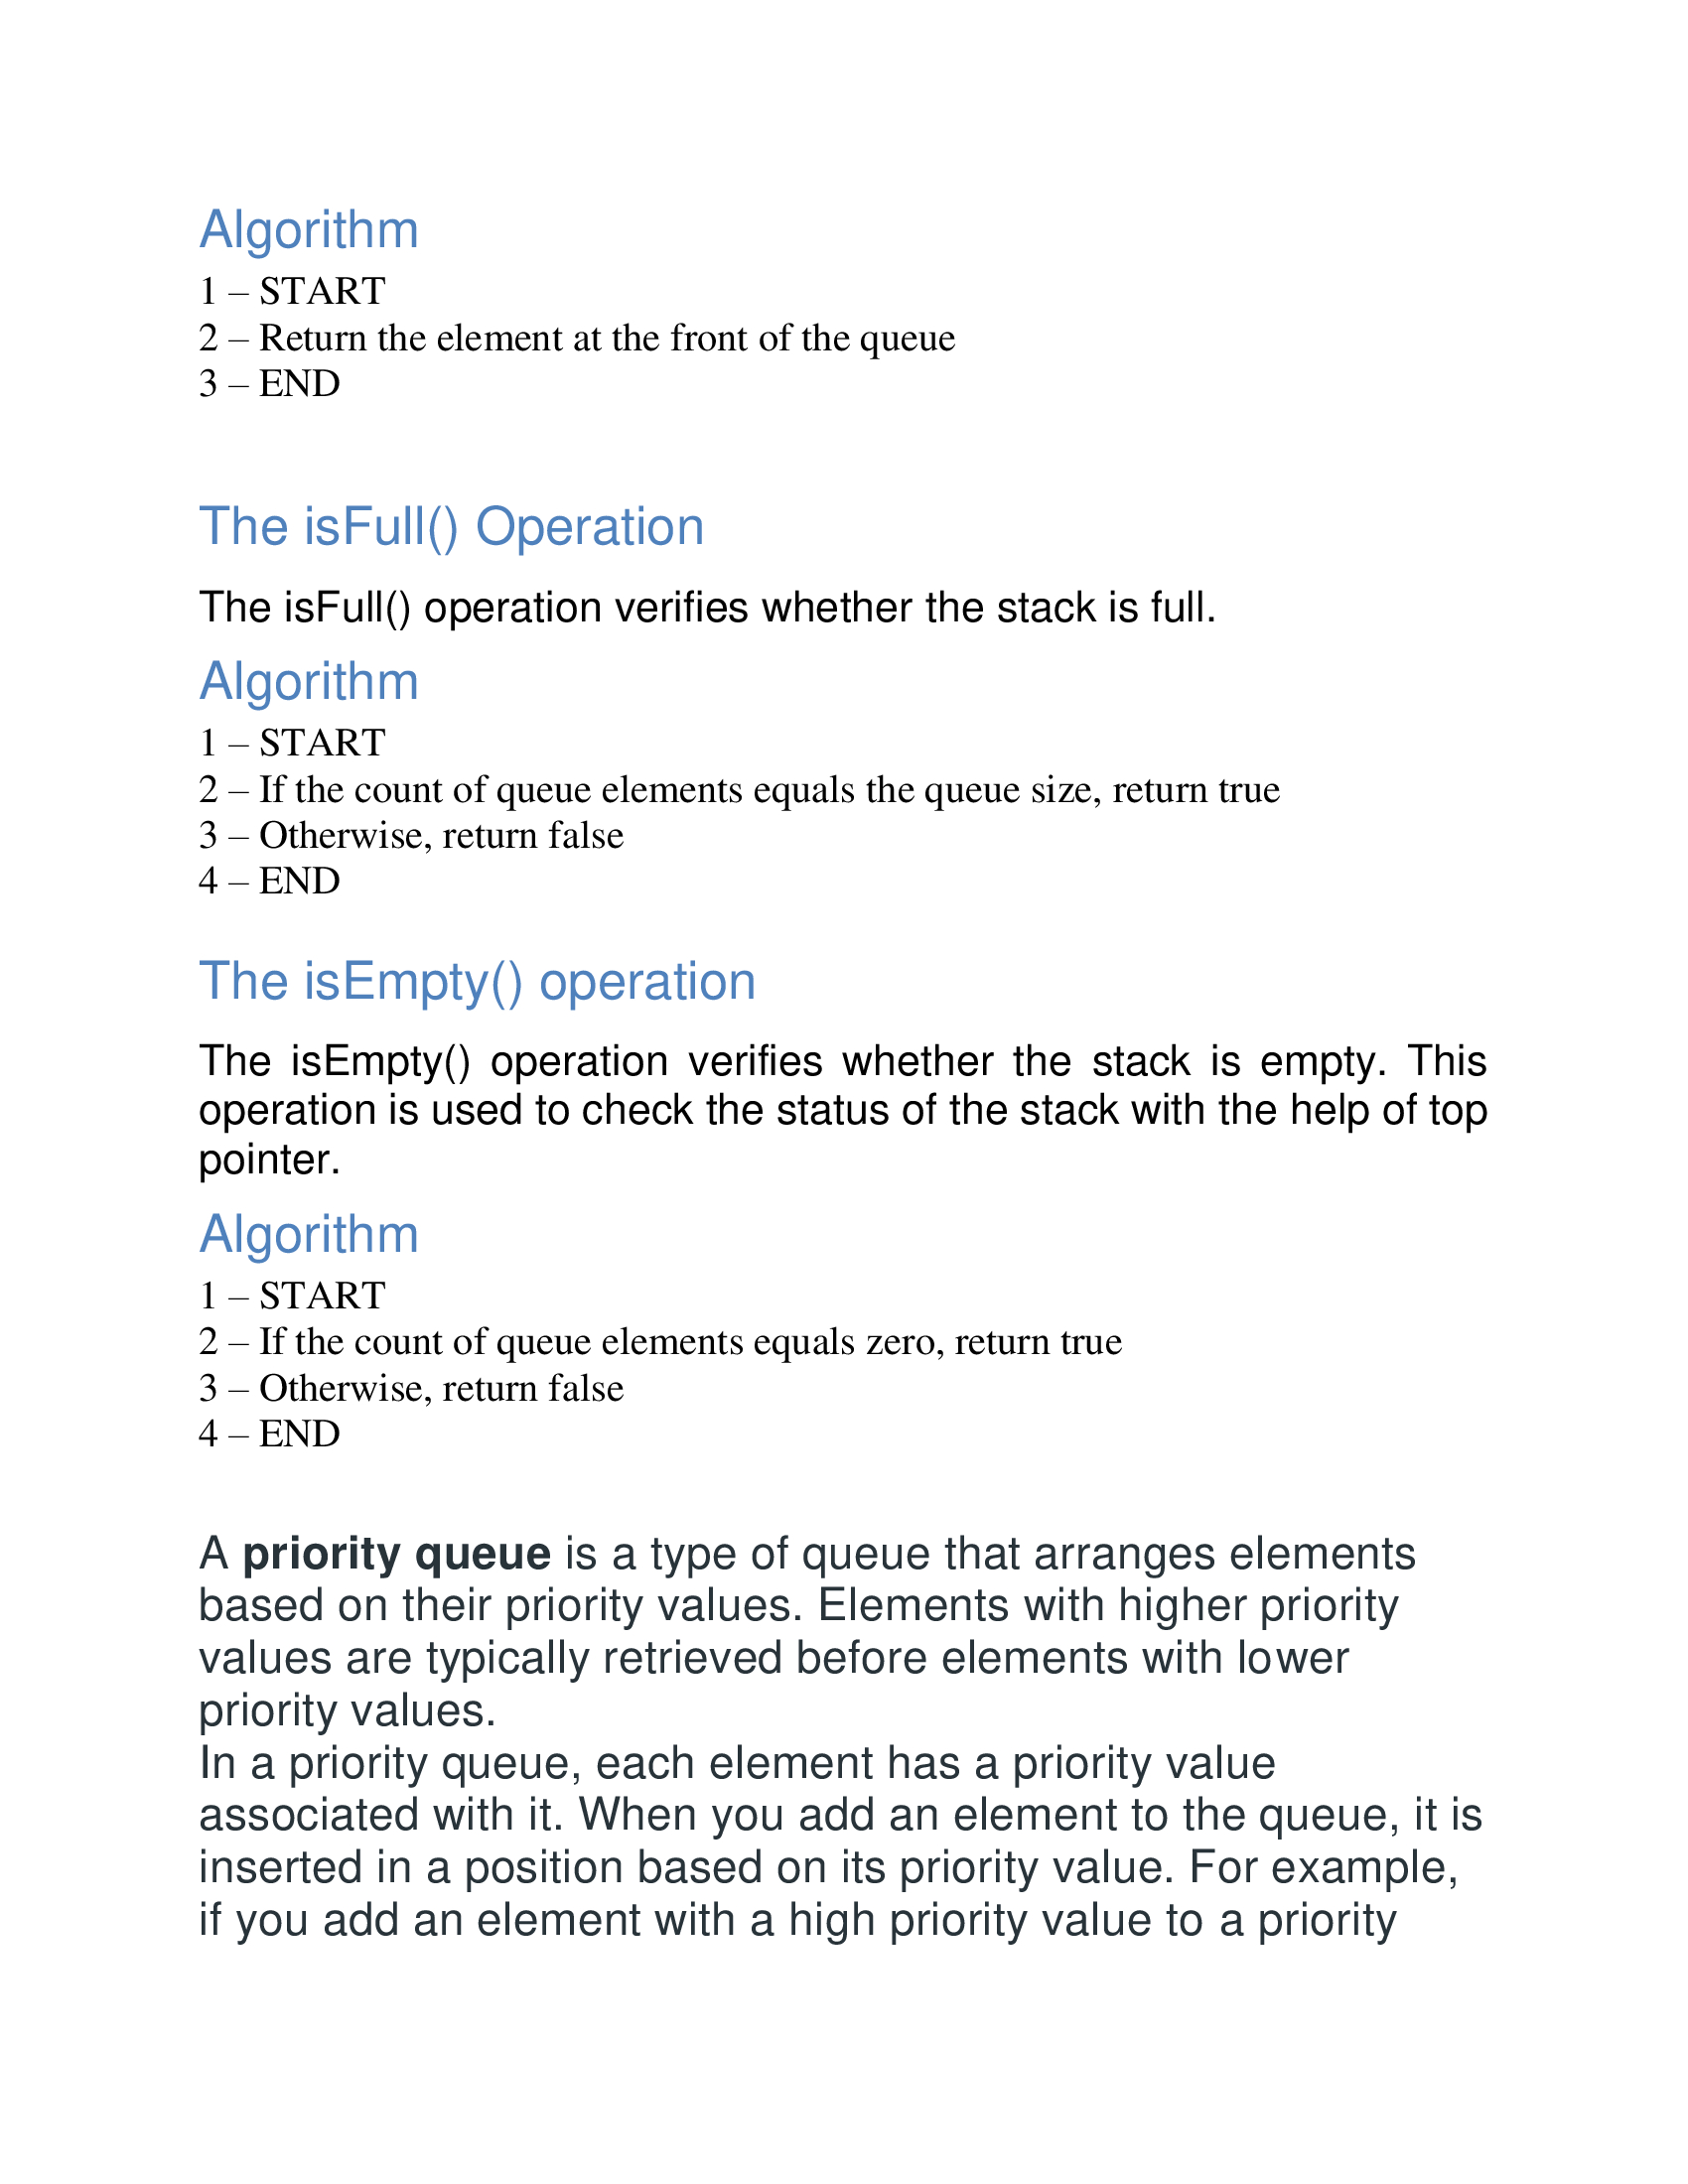 Algorithm
1 – START
2 – Return the element at the front of the queue
3 – END
The isFull() Operation
The isFull() operation verifies whether the stack is full.
Algorithm
1 – START
2 – If the count of queue elements equals the queue size, return true
3 – Otherwise, return false
4 – END
The isEmpty() operation
The isEmpty() operation verifies whether the stack is empty. This
operation is used to check the status of the stack with the help of top
pointer.
Algorithm
1 – START
2 – If the count of queue elements equals zero, return true
3 – Otherwise, return false
4 – END
A priority queue is a type of queue that arranges elements
based on their priority values. Elements with higher priority
values are typically retrieved before elements with lower
priority values.
In a priority queue, each element has a priority value
associated with it. When you add an element to the queue, it is
inserted in a position based on its priority value. For example,
if you add an element with a high priority value to a priority